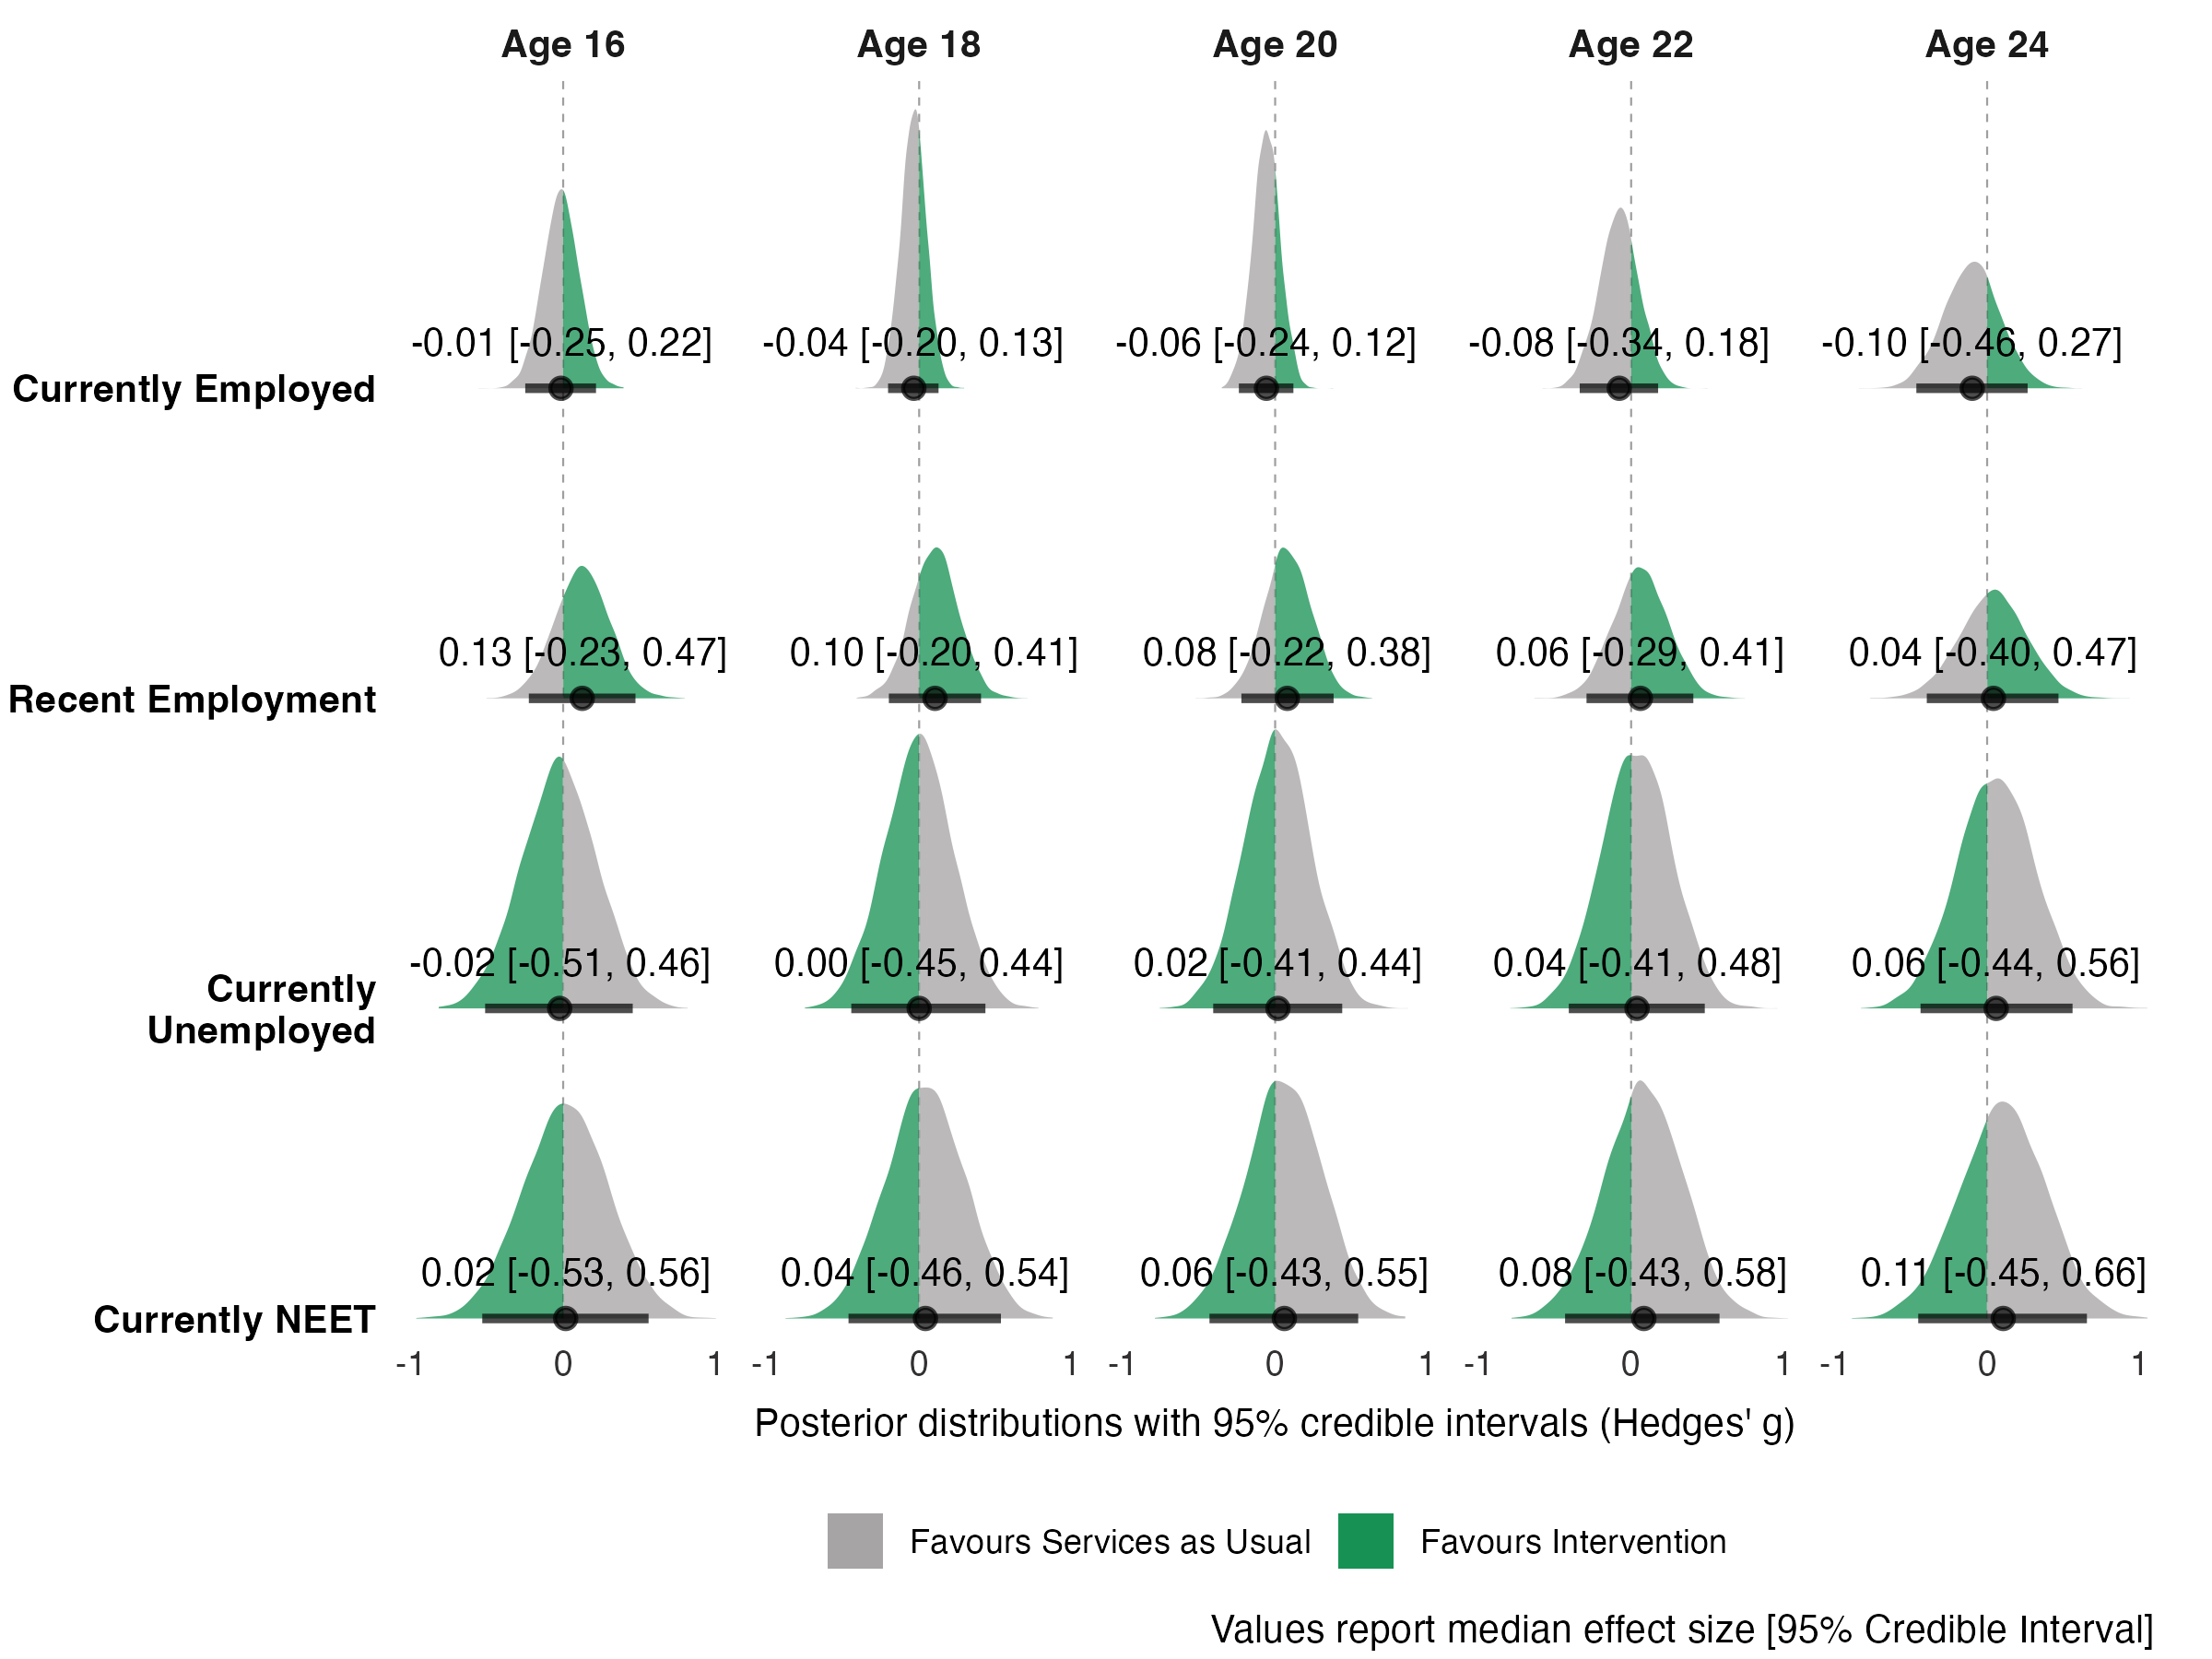 Age 16 Age 18 Age 20 Age 22 Age 24
-0.01 [-0.25, 0.22] -0.04 [-0.20, 0.13] -0.06 [-0.24, 0.12] -0.08 [-0.34, 0.18] -0.10 [-0.46, 0.27]
Currently Employed
0.13 [-0.23, 0.47] 0.10 [-0.20, 0.41] 0.08 [-0.22, 0.38] 0.06 [-0.29, 0.41] 0.04 [-0.40, 0.47]
Recent Employment
-0.02 [-0.51, 0.46] 0.00 [-0.45, 0.44] 0.02 [-0.41, 0.44] 0.04 [-0.41, 0.48] 0.06 [-0.44, 0.56]
Currently
Unemployed
0.02 [-0.53, 0.56] 0.04 [-0.46, 0.54] 0.06 [-0.43, 0.55] 0.08 [-0.43, 0.58] 0.11 [-0.45, 0.66]
Currently NEET
-1 0 1 -1 0 1 -1 0 1 -1 0 1 -1 0 1
Posterior distributions with 95% credible intervals (Hedges' g)
Favours Services as Usual Favours Intervention
Values report median effect size [95% Credible Interval]